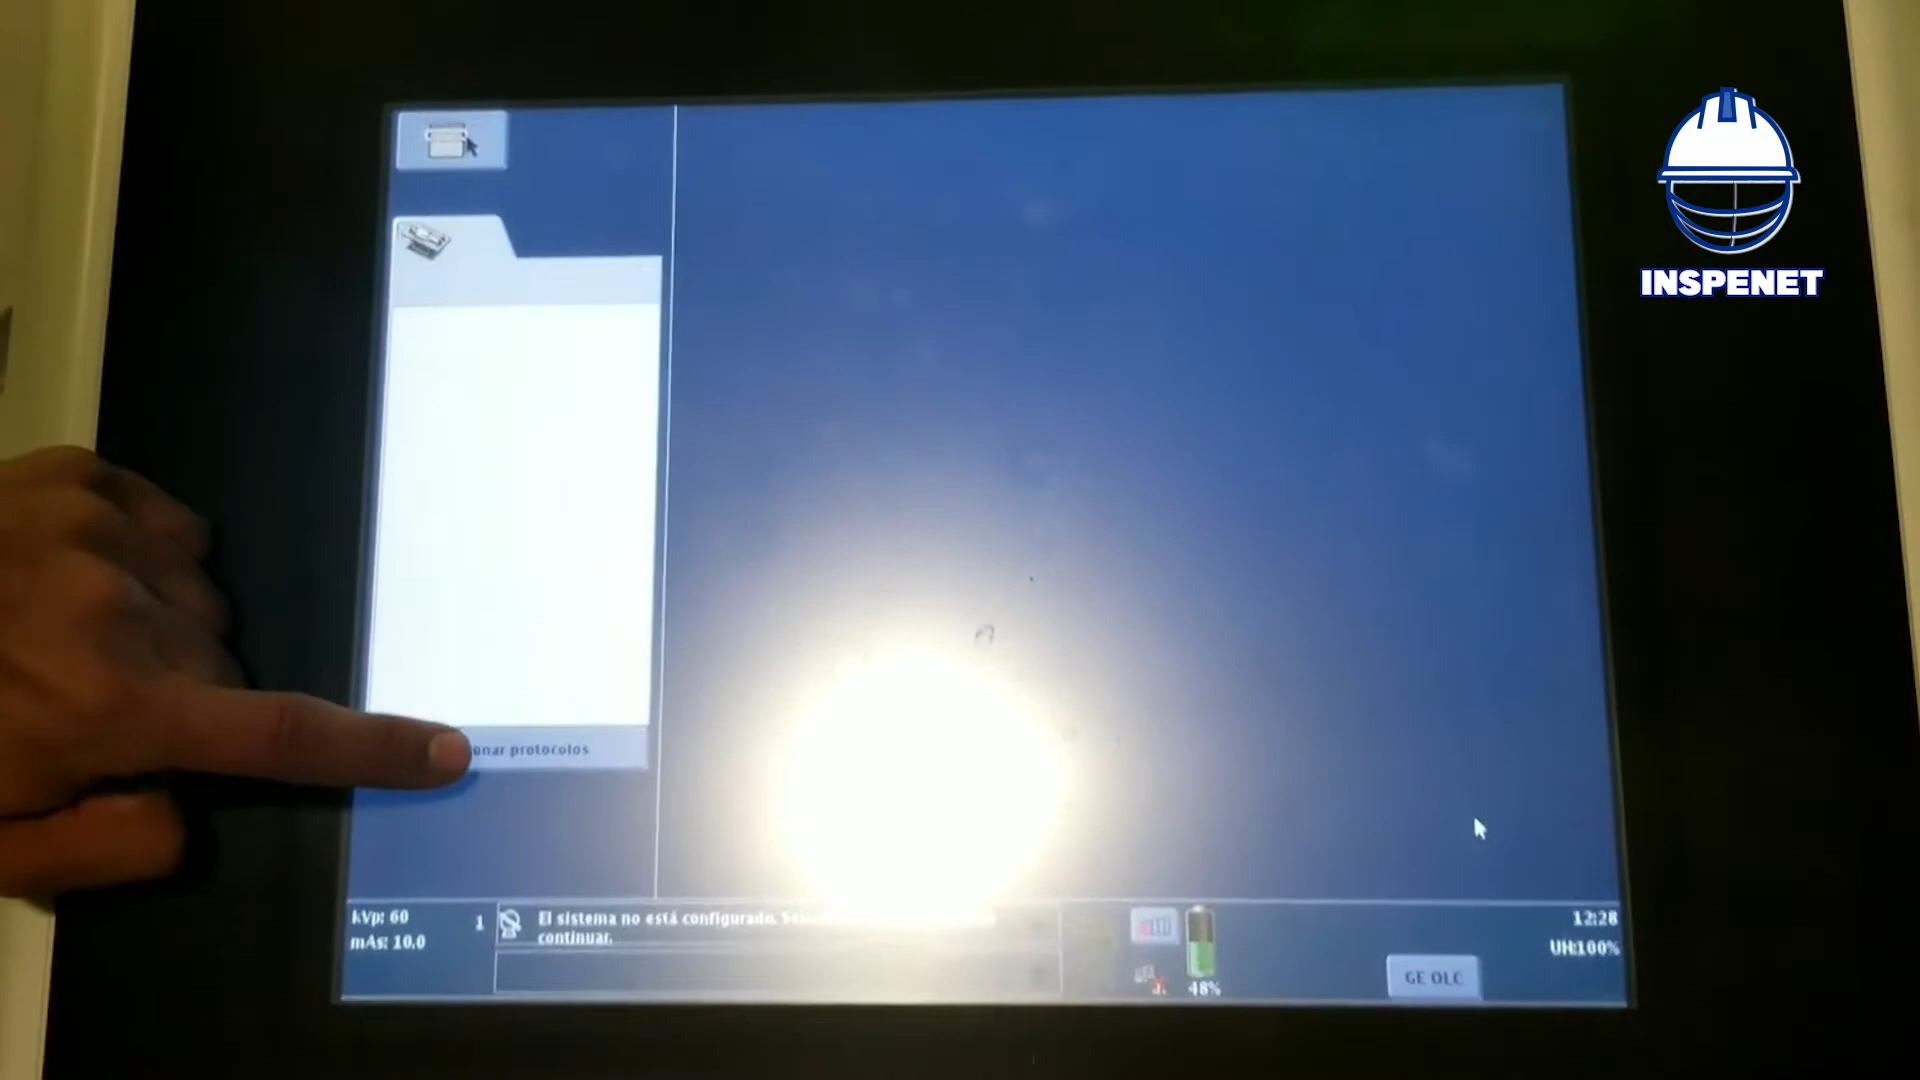 INSPENET
onar protocolos
kVp: 60
mAs: 10.0
1
El sistema no está configurado.
continuar.
48%
12:28
UH:100%
GE OLC